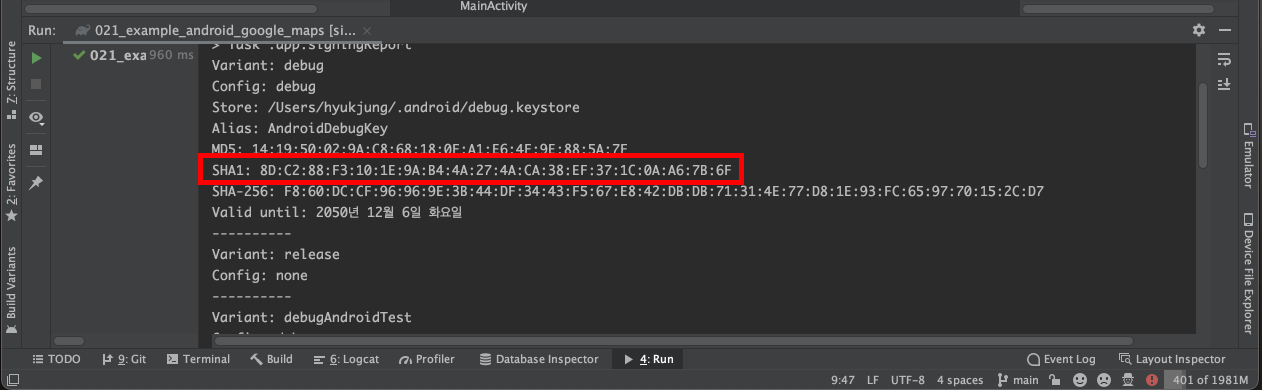 MainActivity
Run: 021_example_android_google_maps [si...
021_exa 960 ms
> Task :app:signingReport
Variant: debug
Config: debug
Store: /Users/hyukjung/.android/debug.keystore
Alias: AndroidDebugKey
MD5: 14:19:50:02:9A:C8:68:18:0F:A1:E6:4F:9E:88:5A:7F
SHA1: 8D:C2:88:F3:10:1E:9A:B4:4A:27:4A:CA:38:EF:37:1C:0A:A6:7B:6F
SHA-256: F8:60:DC:CF:96:96:9E:3B:44:DF:34:43:F5:67:E8:42:DB:DB:71:31:4E:77:D8:1E:93:FC:65:97:70:15:2C:D7
Valid until: 2050년 12월 6일 화요일
----------
Variant: release
Config: none
----------
Variant: debugAndroidTest
Z: Structure
2: Favorites
Build Variants
Emulator
Device File Explorer
TODO 9: Git Terminal Build 6: Logcat Profiler Database Inspector 4: Run Event Log Layout Inspector
9:47 LF UTF-8 4 spaces main 401 of 1981M